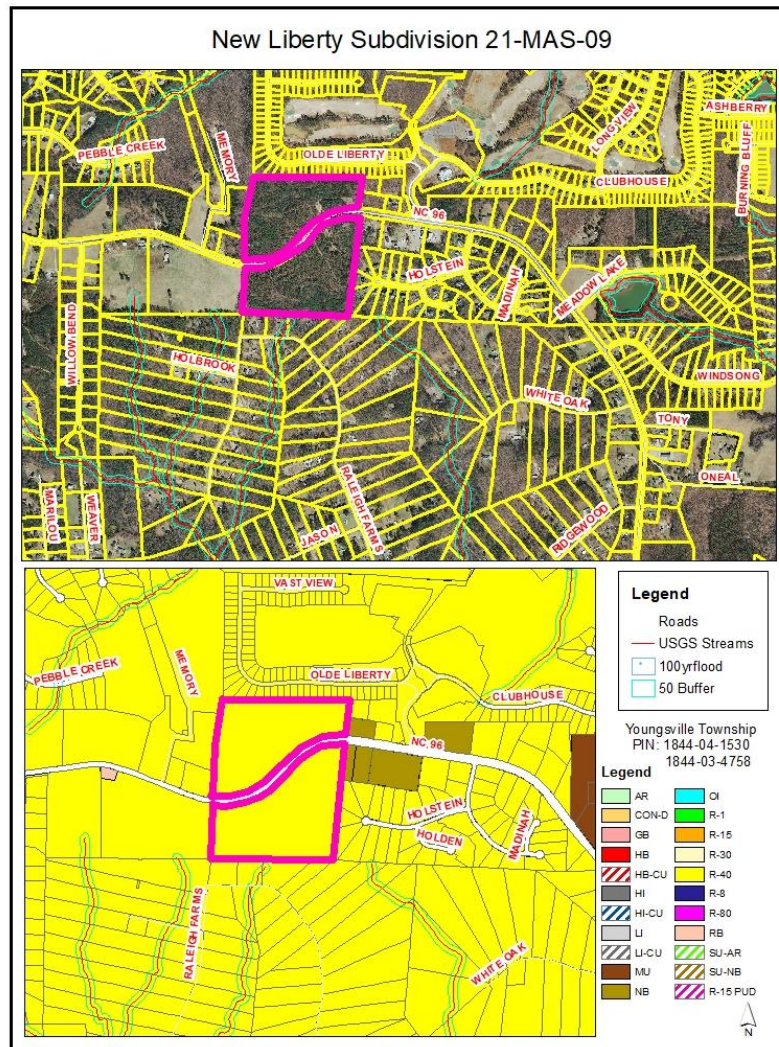 New Liberty Subdivision 21-MAS-09
PEBBLE CREEK
MEMORY
OLDE LIBERTY
LONGVIEW
ASHBERRY
BURNING BLUFF
CLUBHOUSE
NC 96
HOLSTEIN
MADINAH
MEADOW LAKE
WILLOW BEND
HOLBROOK
WINDSONG
WHITE OAK
TONY
ONEAL
RALEIGH FARMS
RIDGEWOOD
JASON
MARILOU
WEAVER
VAST VIEW
PEBBLE CREEK
MEMORY
OLDE LIBERTY
CLUBHOUSE
NC 96
HOLSTEIN
HOLDEN
MADINAH
RALEIGH FARMS
WHITE OAK
Legend
Roads
USGS Streams
100yrflood
50 Buffer
Youngsville Township
PIN: 1844-04-1530
1844-03-4758
Legend
AR OI
CON-D R-1
GB R-15
HB R-30
HB-CU R-40
HI R-8
HI-CU R-80
LI RB
LI-CU SU-AR
MU SU-NB
NB R-15 PUD
N